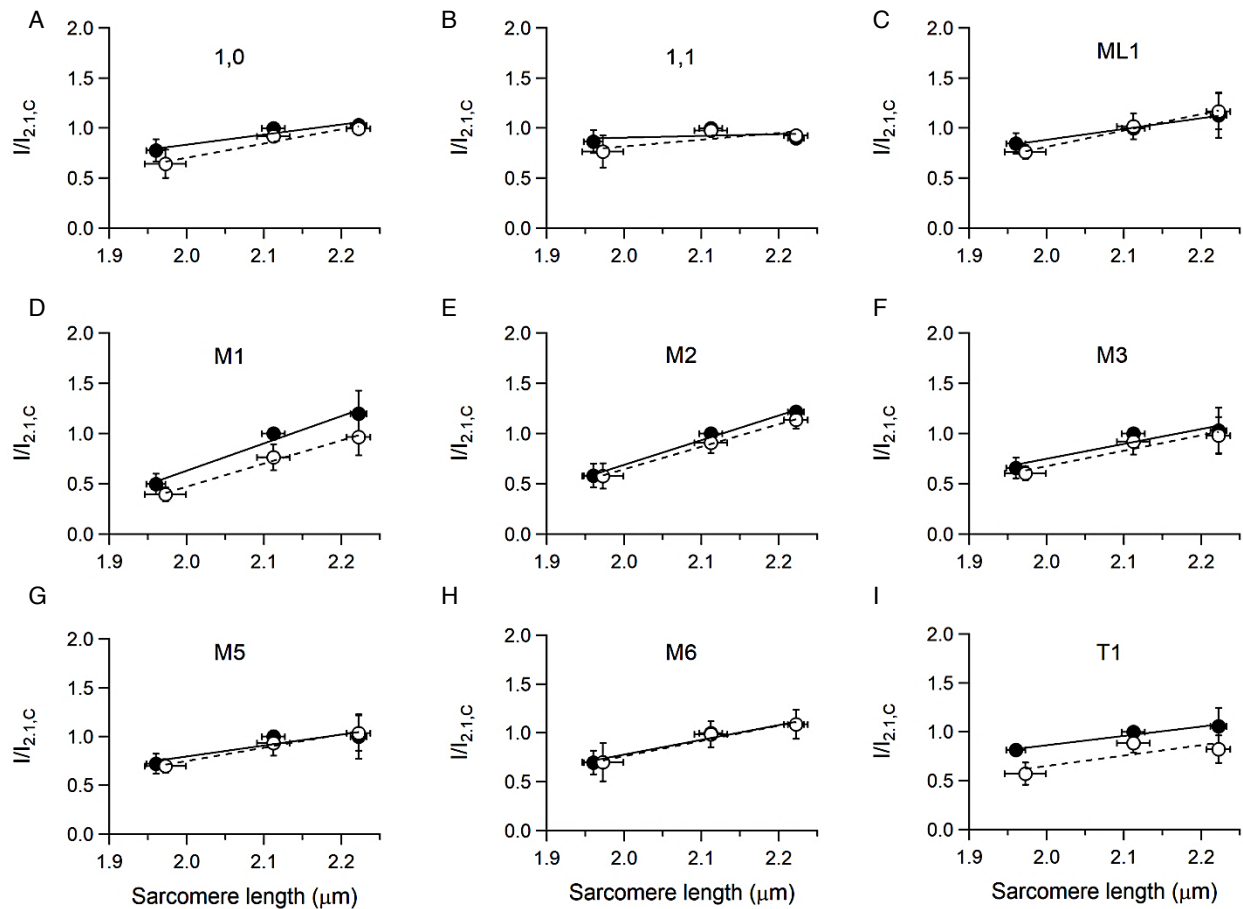 A B C
1,0 1,1 ML1
I/I2.1,C I/I2.1,C I/I2.1,C
2.0 2.0 2.0
1.5 1.5 1.5
1.0 1.0 1.0
0.5 0.5 0.5
0.0 0.0 0.0
1.9 2.0 2.1 2.2 1.9 2.0 2.1 2.2 1.9 2.0 2.1 2.2
D E F
M1 M2 M3
I/I2.1,C I/I2.1,C I/I2.1,C
2.0 2.0 2.0
1.5 1.5 1.5
1.0 1.0 1.0
0.5 0.5 0.5
0.0 0.0 0.0
1.9 2.0 2.1 2.2 1.9 2.0 2.1 2.2 1.9 2.0 2.1 2.2
G H I
M5 M6 T1
I/I2.1,C I/I2.1,C I/I2.1,C
2.0 2.0 2.0
1.5 1.5 1.5
1.0 1.0 1.0
0.5 0.5 0.5
0.0 0.0 0.0
1.9 2.0 2.1 2.2 1.9 2.0 2.1 2.2 1.9 2.0 2.1 2.2
Sarcomere length (μm) Sarcomere length (μm) Sarcomere length (μm)